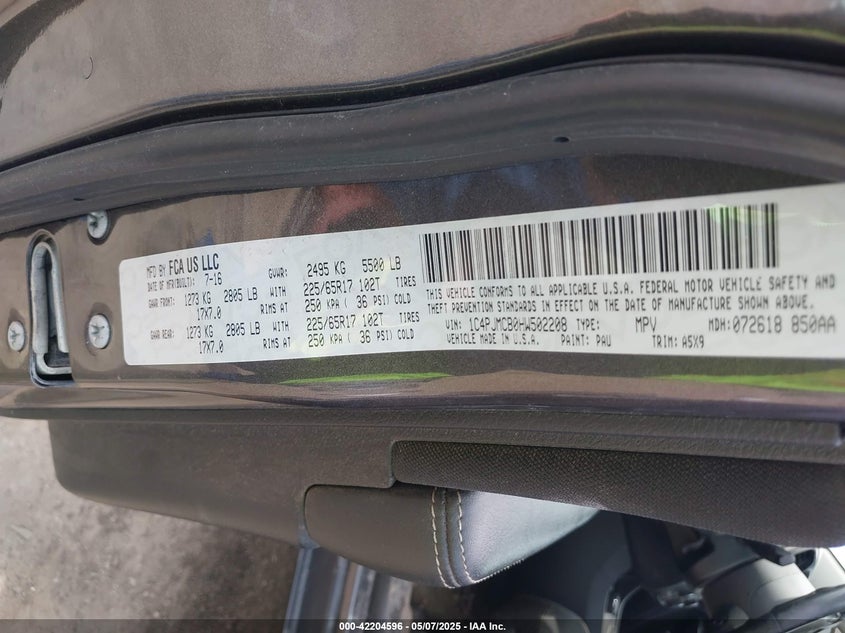 MFD BY FCA US LLC
DATE OF MFR(BUILT): 7-16 GVWR: 2495 KG 5500 LB
GAWR FRONT: 1273 KG 2805 LB WITH 225/65R17 102T TIRES
17X7.0 RIMS AT 250 KPA ( 36 PSI) COLD
GAWR REAR: 1273 KG 2805 LB WITH 225/65R17 102T TIRES
17X7.0 RIMS AT 250 KPA ( 36 PSI) COLD
THIS VEHICLE CONFORMS TO ALL APPLICABLE U.S.A. FEDERAL MOTOR VEHICLE SAFETY AND
THEFT PREVENTION STANDARDS IN EFFECT ON THE DATE OF MANUFACTURE SHOWN ABOVE.
VIN: 1C4PJMCB0HW502208 TYPE: MPV MDH:072618 850AA
VEHICLE MADE IN U.S.A. PAINT: PAU TRIM: A5X9
000-42204596 - 05/07/2025 - IAA Inc.